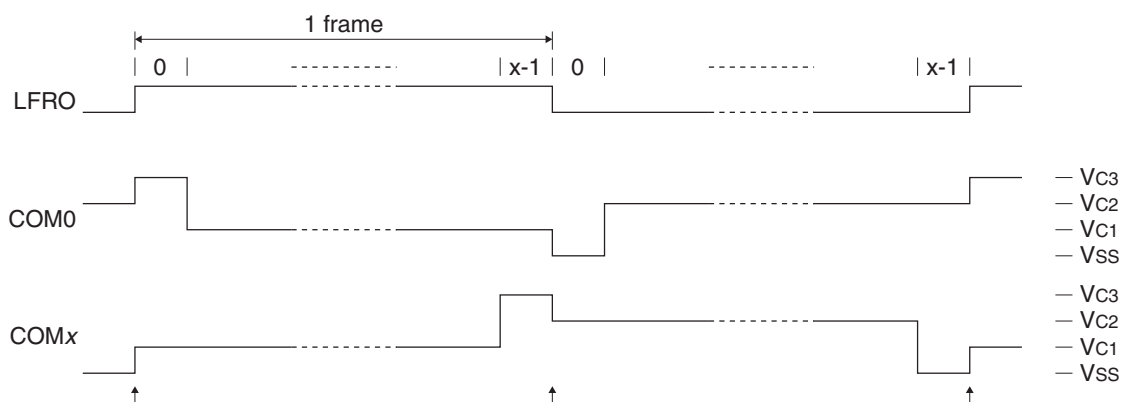 1 frame
0 x-1 0 x-1
LFRO
COM0
VC3
VC2
VC1
VSS
COMx
VC3
VC2
VC1
VSS